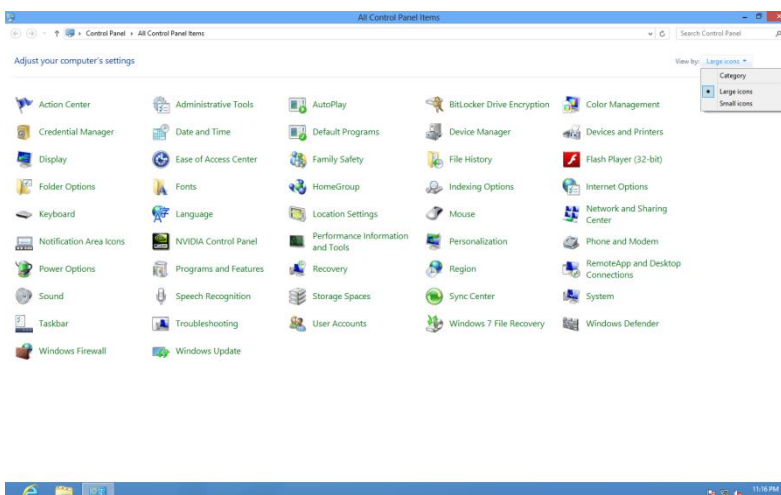 All Control Panel Items
Control Panel All Control Panel Items
Search Control Panel
Adjust your computer's settings
View by: Large icons
Category
Large icons
Small icons
Action Center
Administrative Tools
AutoPlay
BitLocker Drive Encryption
Color Management
Credential Manager
Date and Time
Default Programs
Device Manager
Devices and Printers
Display
Ease of Access Center
Family Safety
File History
Flash Player (32-bit)
Folder Options
Fonts
HomeGroup
Indexing Options
Internet Options
Keyboard
Language
Location Settings
Mouse
Network and Sharing
Center
Notification Area Icons
NVIDIA Control Panel
Performance Information
and Tools
Personalization
Phone and Modem
Power Options
Programs and Features
Recovery
Region
RemoteApp and Desktop
Connections
Sound
Speech Recognition
Storage Spaces
Sync Center
System
Taskbar
Troubleshooting
User Accounts
Windows 7 File Recovery
Windows Defender
Windows Firewall
Windows Update
11:16 PM